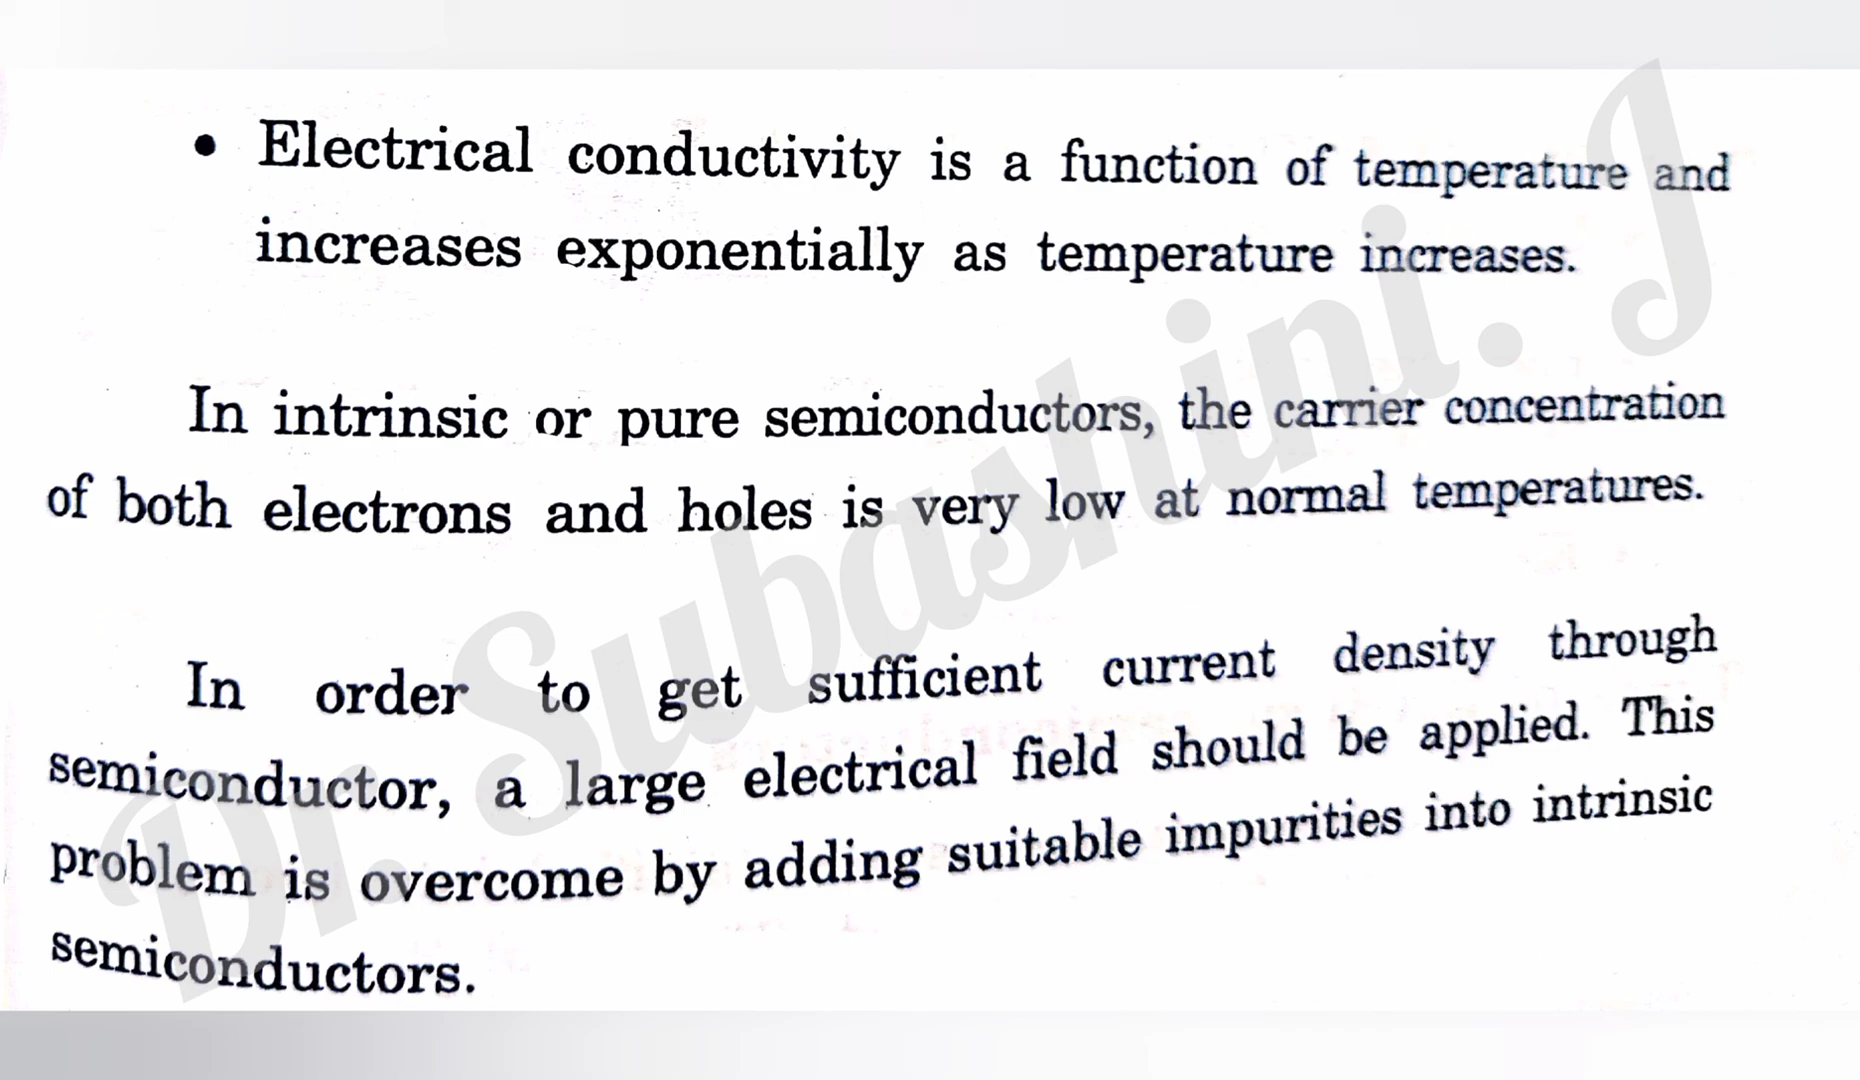 • Electrical conductivity is a function of temperature and
increases exponentially as temperature increases.
In intrinsic or pure semiconductors, the carrier concentration
of both electrons and holes is very low at normal temperatures.
In order to get sufficient current density through
semiconductor, a large electrical field should be applied. This
problem is overcome by adding suitable impurities into intrinsic
semiconductors.
Dr. Subashini. J